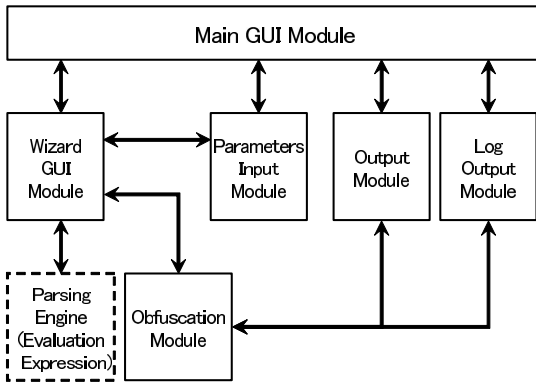 Main GUI Module
Wizard
GUI
Module
Parameters
Input
Module
Output
Module
Log
Output
Module
Parsing
Engine
(Evaluation
Expression)
Obfuscation
Module